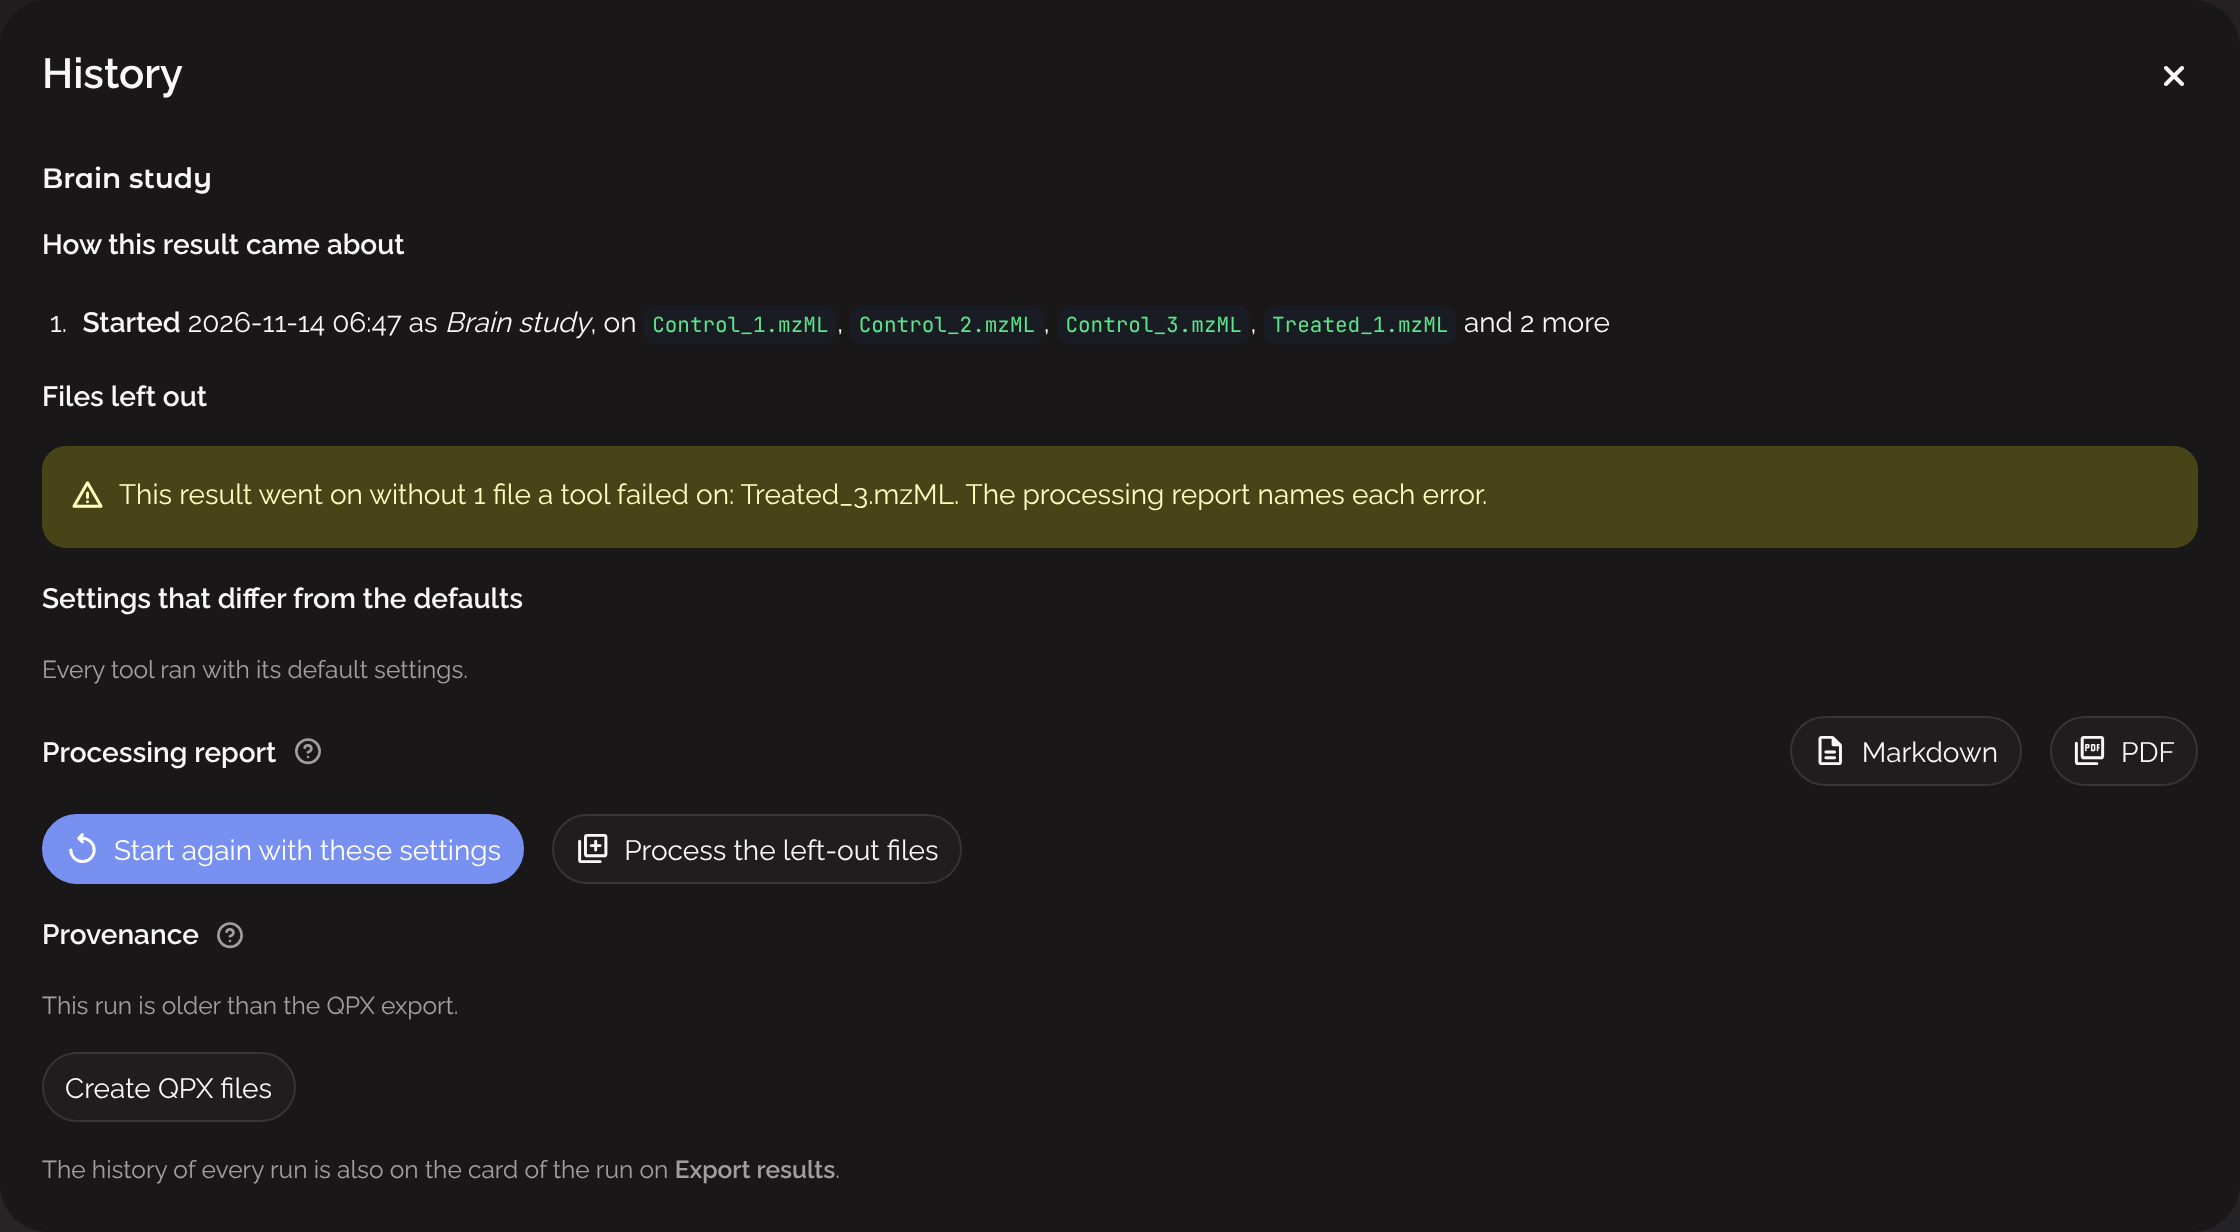 History
Brain study
How this result came about
1. Started 2026-11-14 06:47 as Brain study, on Control_1.mzML, Control_2.mzML, Control_3.mzML, Treated_1.mzML and 2 more
Files left out
This result went on without 1 file a tool failed on: Treated_3.mzML. The processing report names each error.
Settings that differ from the defaults
Every tool ran with its default settings.
Processing report
Markdown
PDF
Start again with these settings
Process the left-out files
Provenance
This run is older than the QPX export.
Create QPX files
The history of every run is also on the card of the run on Export results.